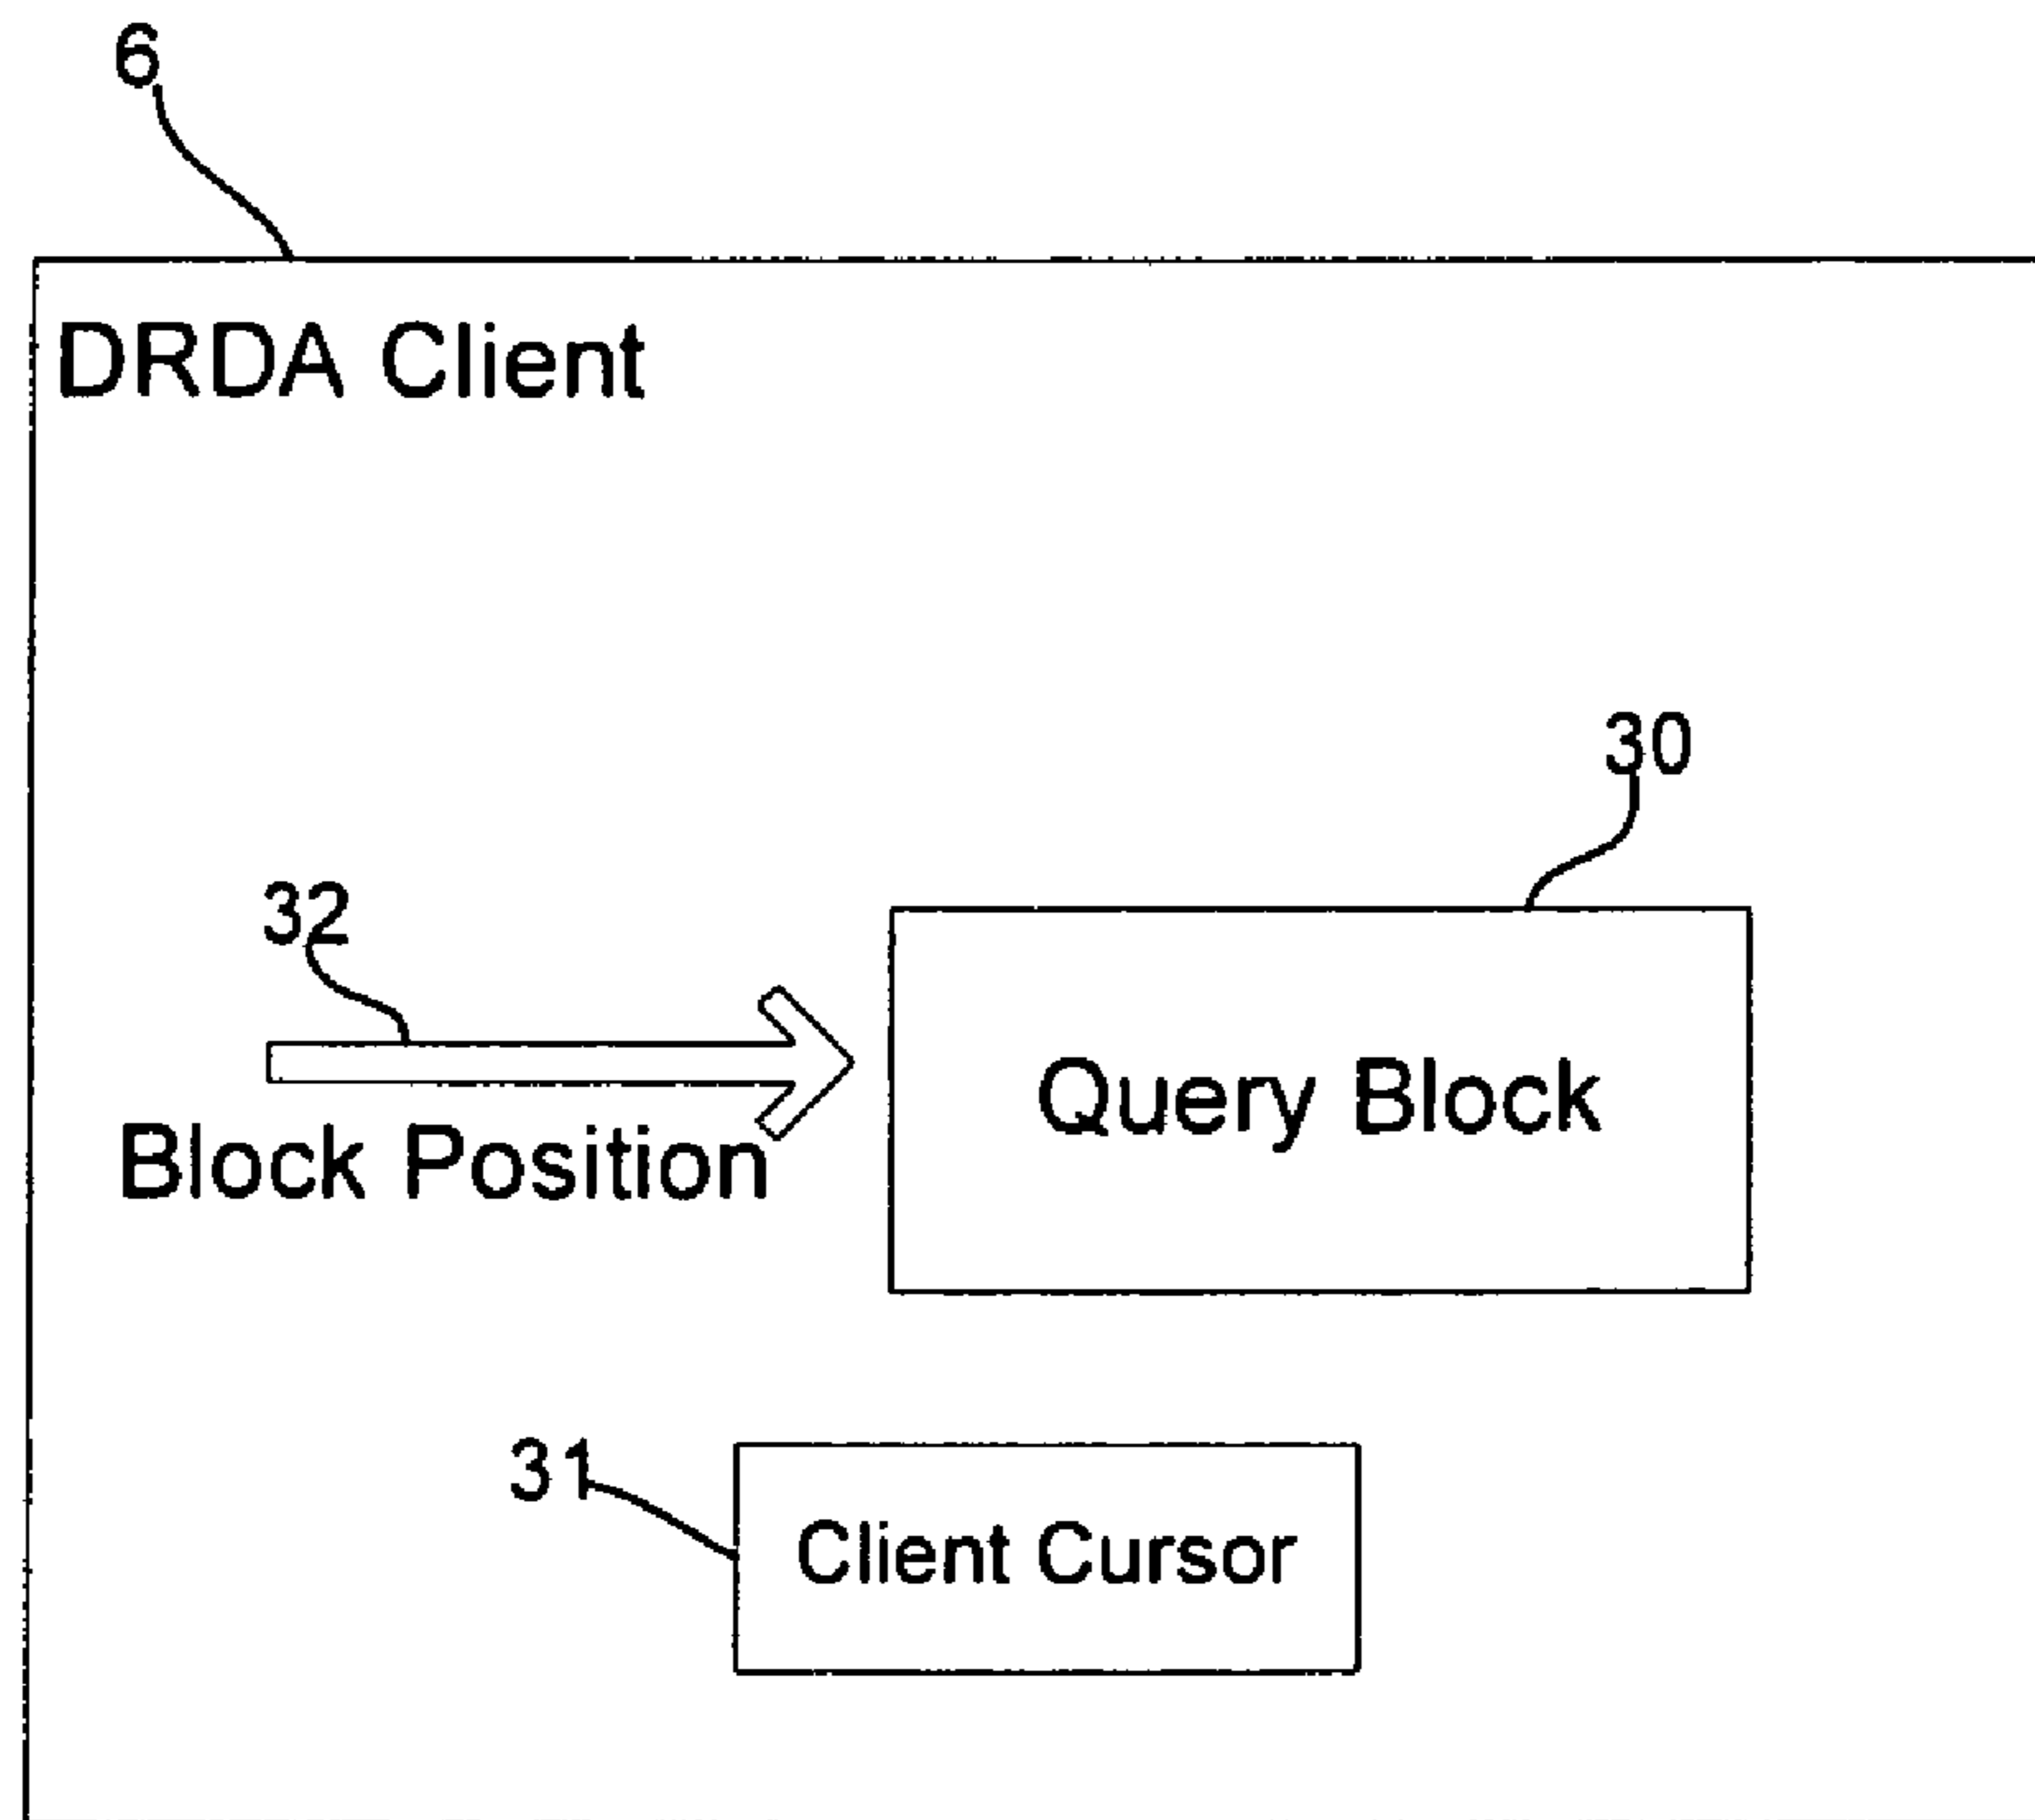 6
DRDA Client
30
32
Query Block
Block Position
31
Client Cursor